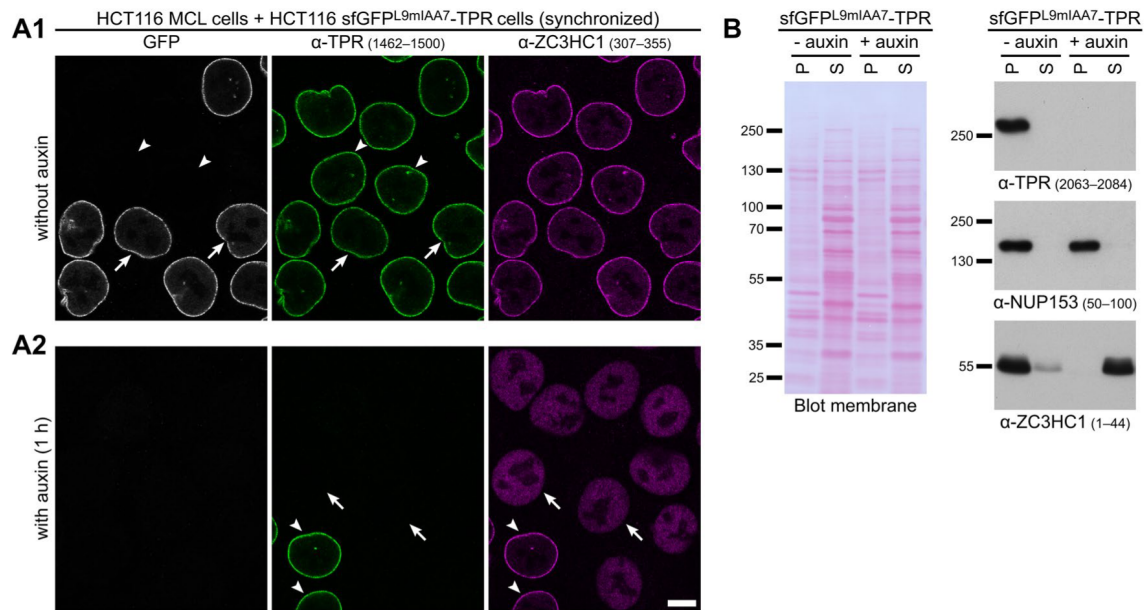 A1
HCT116 MCL cells + HCT116 sfGFP^L9mIAA7-TPR cells (synchronized)
GFP
α-TPR (1462–1500)
α-ZC3HC1 (307–355)
without auxin
A2
with auxin (1 h)
B
sfGFP^L9mIAA7-TPR
- auxin + auxin
P S P S
250
130
100
70
55
35
25
Blot membrane
sfGFP^L9mIAA7-TPR
- auxin + auxin
P S P S
250
α-TPR (2063–2084)
250
130
α-NUP153 (50–100)
55
α-ZC3HC1 (1–44)